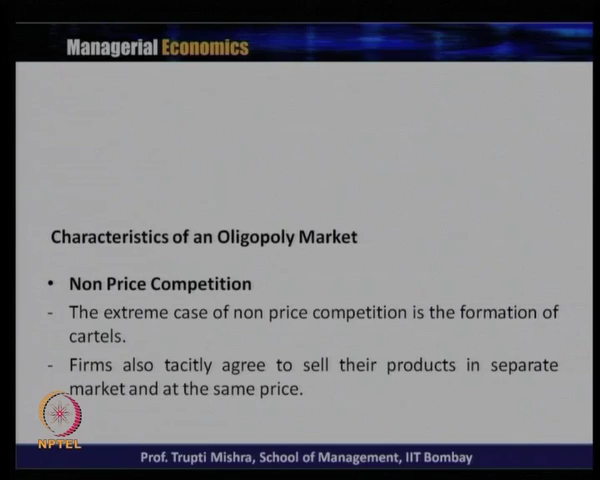 Managerial Economics
Characteristics of an Oligopoly Market
• Non Price Competition
- The extreme case of non price competition is the formation of
cartels.
- Firms also tacitly agree to sell their products in separate
market and at the same price.
NPTEL
Prof. Trupti Mishra, School of Management, IIT Bombay